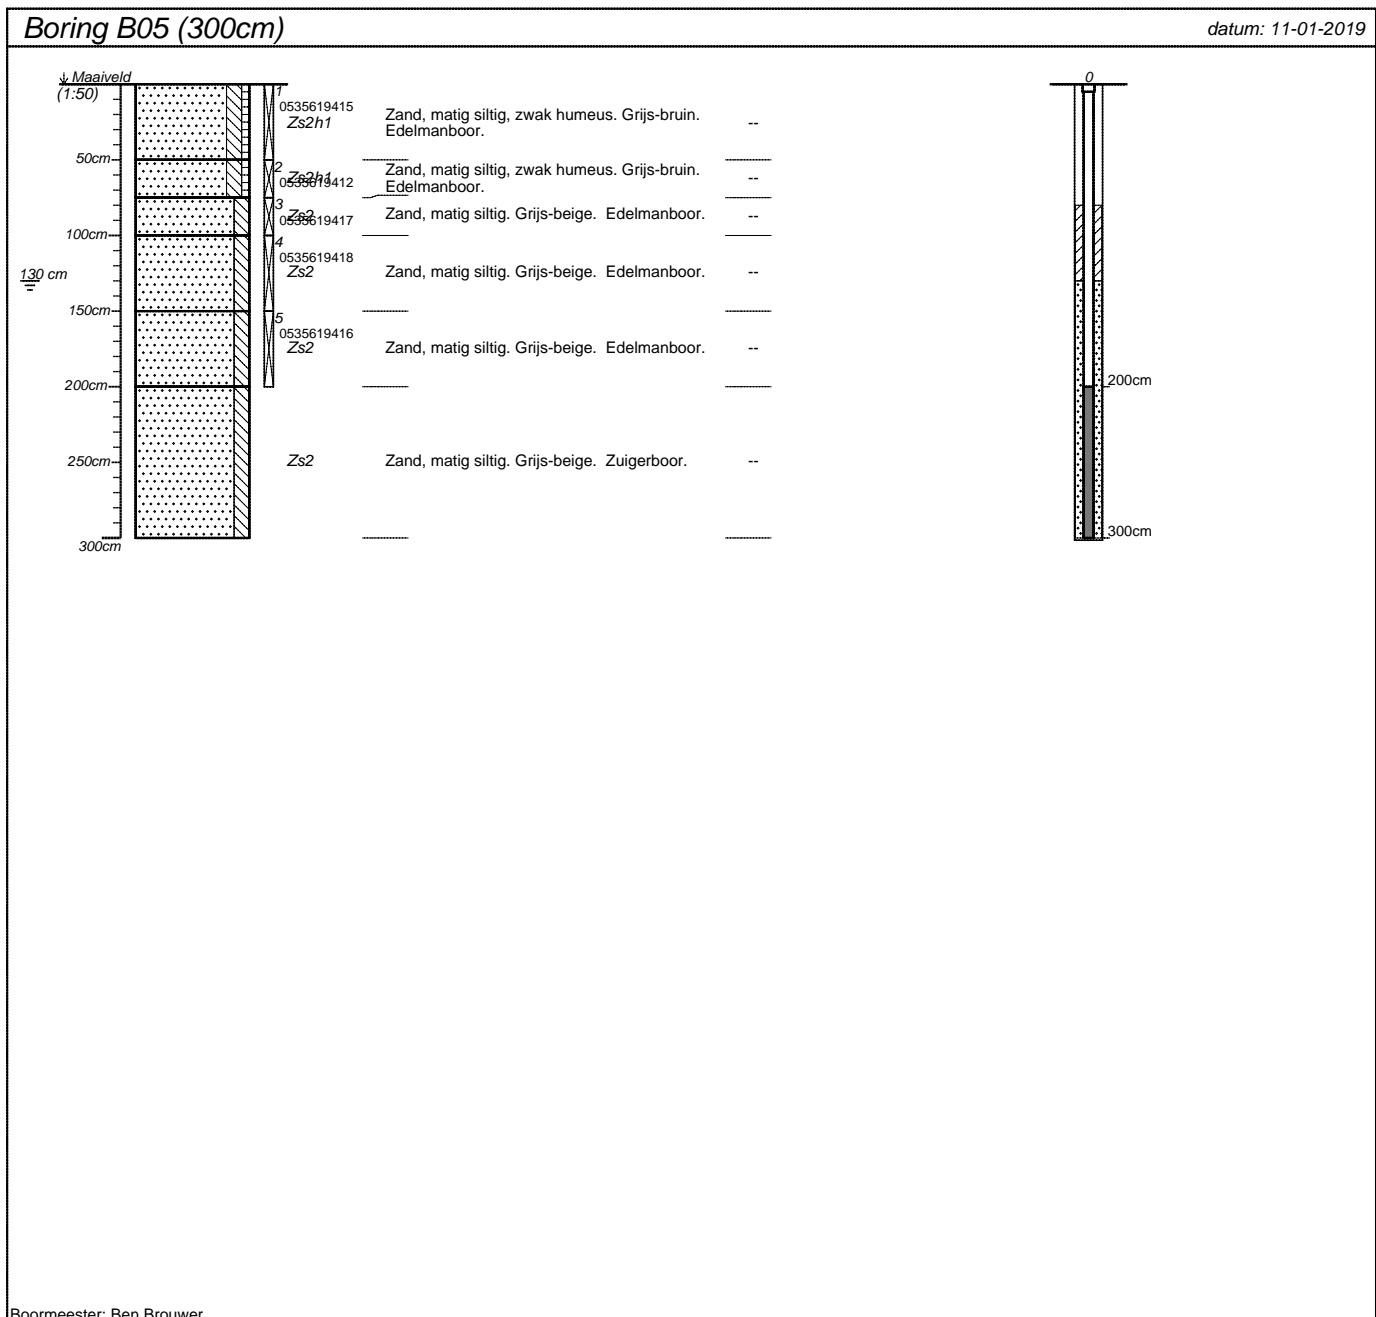 Boring B05 (300cm)
datum: 11-01-2019
Maaiveld
(1:50)
0
1
0535619415
Zs2h1
Zand, matig siltig, zwak humeus. Grijs-bruin.
Edelmanboor.
--
50cm
2
Zs2h1
0535619412
Zand, matig siltig, zwak humeus. Grijs-bruin.
Edelmanboor.
--
3
Zs2
0535619417
Zand, matig siltig. Grijs-beige. Edelmanboor.
--
100cm
4
0535619418
Zs2
Zand, matig siltig. Grijs-beige. Edelmanboor.
--
130 cm
150cm
5
0535619416
Zs2
Zand, matig siltig. Grijs-beige. Edelmanboor.
--
200cm
200cm
250cm
Zs2
Zand, matig siltig. Grijs-beige. Zuigerboor.
--
300cm
300cm
Boormeester: Ben Brouwer